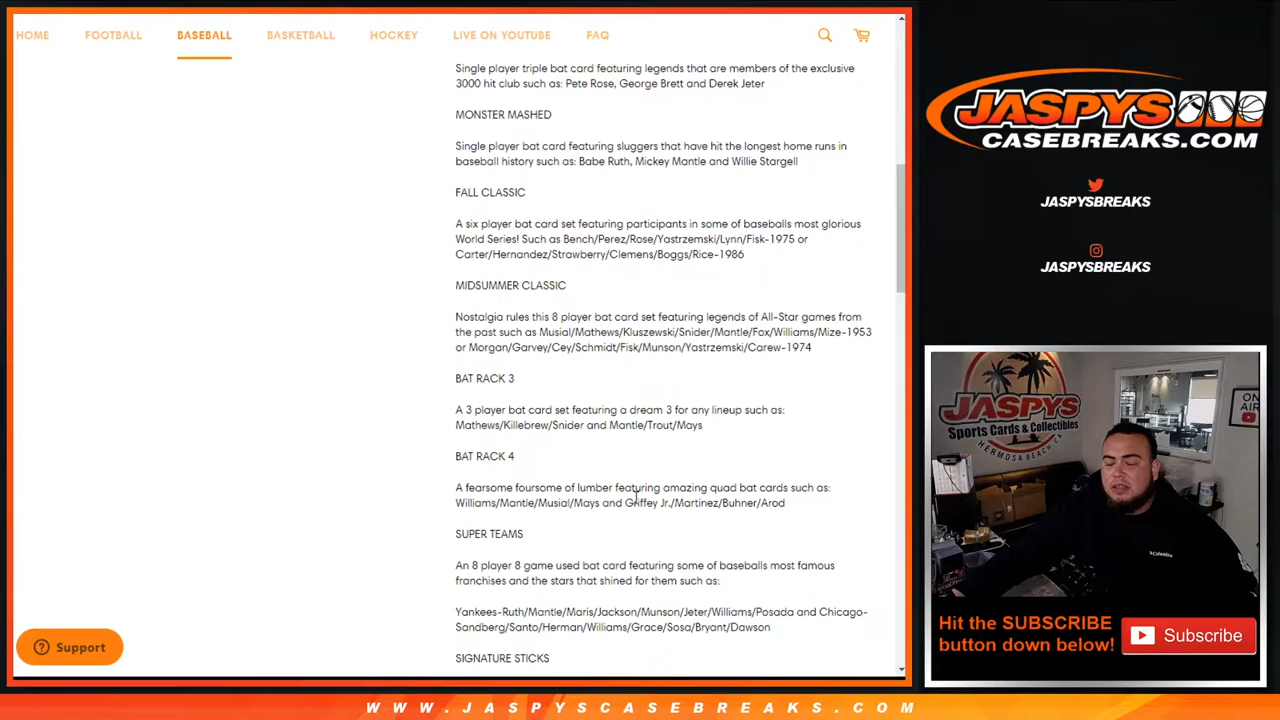 HOME FOOTBALL BASEBALL BASKETBALL HOCKEY LIVE ON YOUTUBE FAQ
Single player triple bat card featuring legends that are members of the exclusive
3000 hit club such as: Pete Rose, George Brett and Derek Jeter
MONSTER MASHED
Single player bat card featuring sluggers that have hit the longest home runs in
baseball history such as: Babe Ruth, Mickey Mantle and Willie Stargell
FALL CLASSIC
A six player bat card set featuring participants in some of baseballs most glorious
World Series! Such as Bench/Perez/Rose/Yastrzemski/Lynn/Fisk-1975 or
Carter/Hernandez/Strawberry/Clemens/Boggs/Rice-1986
MIDSUMMER CLASSIC
Nostalgia rules this 8 player bat card set featuring legends of All-Star games from
the past such as Musial/Mathews/Kluszewski/Snider/Mantle/Fox/Williams/Mize-1953
or Morgan/Garvey/Cey/Schmidt/Fisk/Munson/Yastrzemski/Carew-1974
BAT RACK 3
A 3 player bat card set featuring a dream 3 for any lineup such as:
Mathews/Killebrew/Snider and Mantle/Trout/Mays
BAT RACK 4
A fearsome foursome of lumber featuring amazing quad bat cards such as:
Williams/Mantle/Musial/Mays and Griffey Jr./Martinez/Buhner/Arod
SUPER TEAMS
An 8 player 8 game used bat card featuring some of baseballs most famous
franchises and the stars that shined for them such as:
Yankees-Ruth/Mantle/Maris/Jackson/Munson/Jeter/Williams/Posada and Chicago-
Sandberg/Santo/Herman/Williams/Grace/Sosa/Bryant/Dawson
SIGNATURE STICKS
Support
JASPYS
CASEBREAKS.COM
JASPYSBREAKS
JASPYSBREAKS
JASPYS
Sports Cards & Collectibles
HERMOSA BEACH, CA
ON
AIR
Columbia
Hit the SUBSCRIBE
button down below!
Subscribe
WWW.JASPYSCASEBREAKS.COM